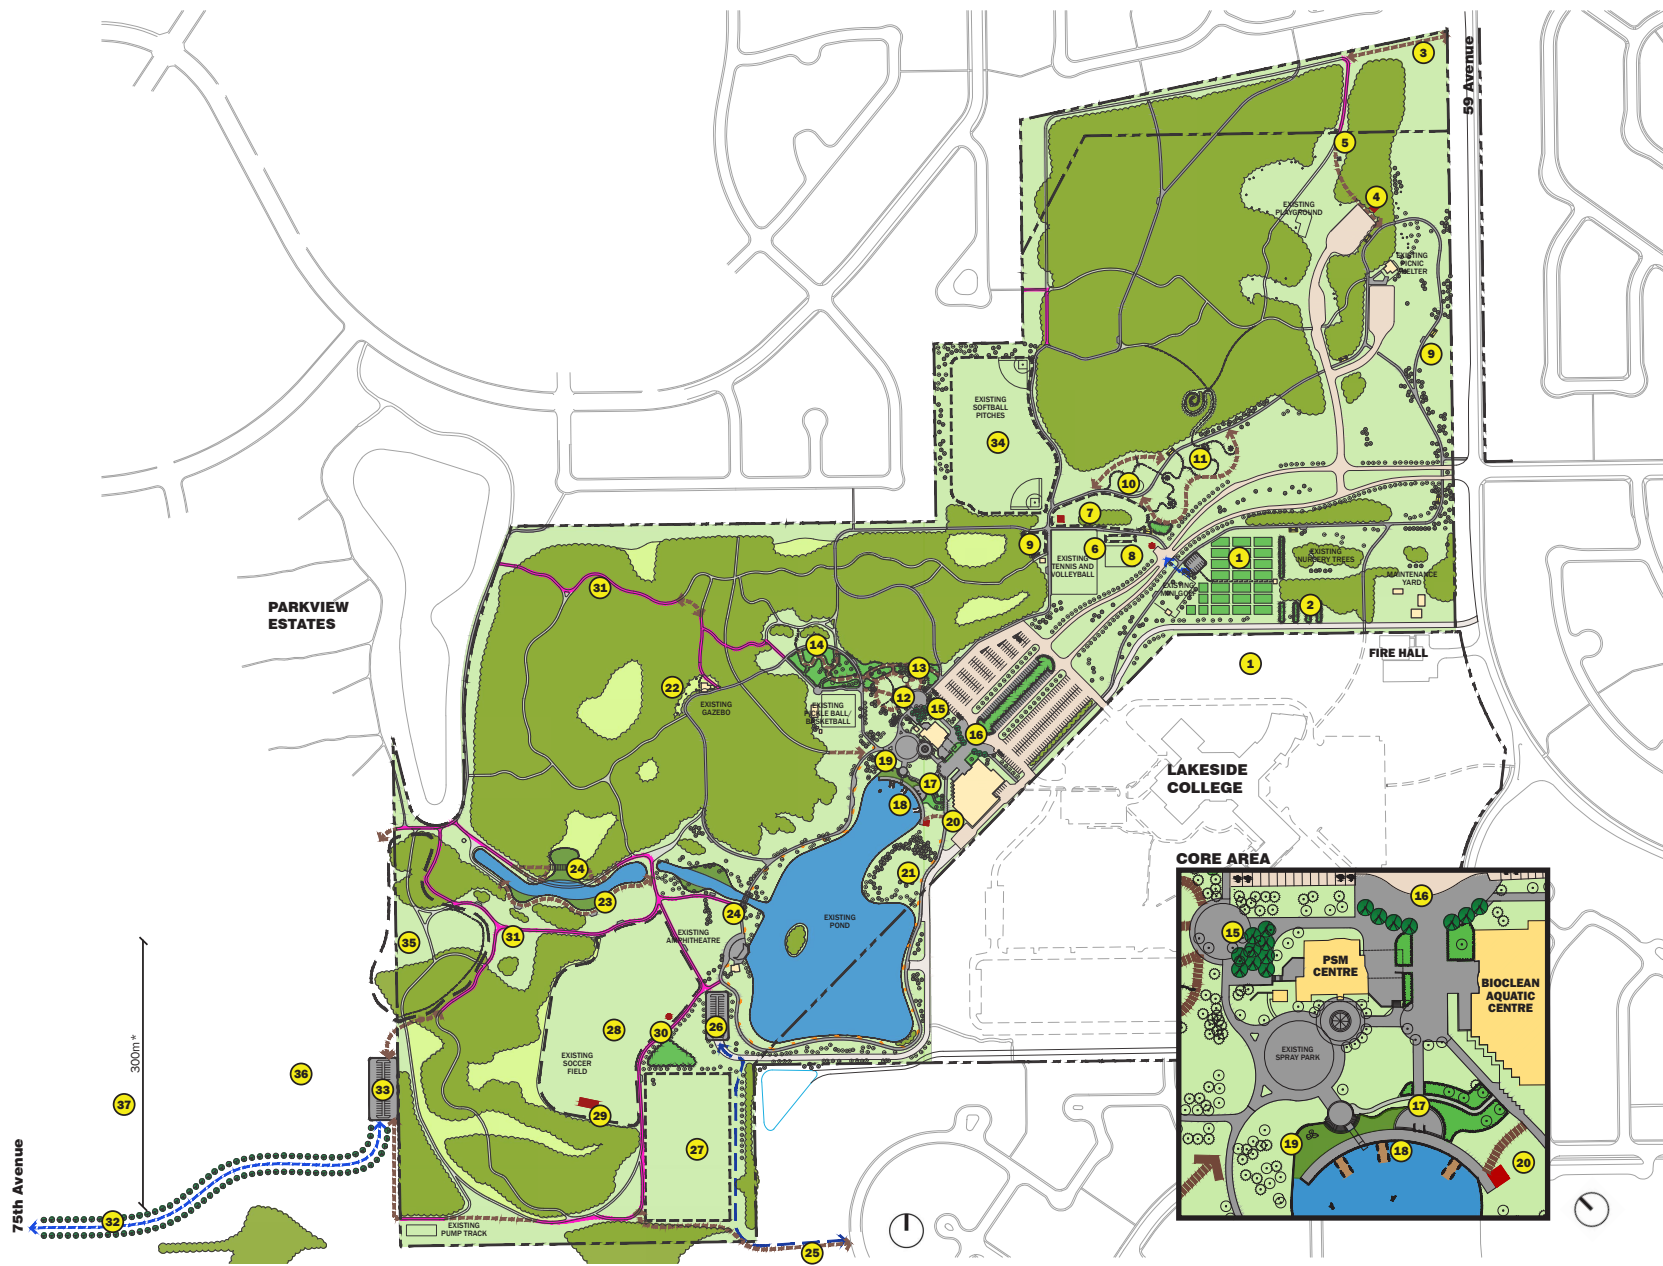 3
59 Avenue
5
4
EXISTING
PLAYGROUND
EXISTING
PICNIC
SHELTER
9
EXISTING
SOFTBALL
PITCHES
34
11
10
7
9
6
8
EXISTING
TENNIS AND
VOLLEYBALL
1
EXISTING
NURSERY TREES
MAINTENANCE
YARD
EXISTING
MINIGOLF
2
31
PARKVIEW
ESTATES
14
13
1
FIRE HALL
22
EXISTING
GAZEBO
EXISTING
PICKLE BALL/
BASKETBALL
12
15
16
19
17
18
LAKESIDE
COLLEGE
20
24
21
23
24
EXISTING
POND
35
31
EXISTING
AMPHITHEATRE
28
30
26
EXISTING
SOCCER
FIELD
300m*
36
33
37
29
27
75th Avenue
32
EXISTING
PUMP TRACK
25
CORE AREA
16
15
PSM
CENTRE
BIOCLEAN
AQUATIC
CENTRE
EXISTING
SPRAY PARK
17
19
18
20